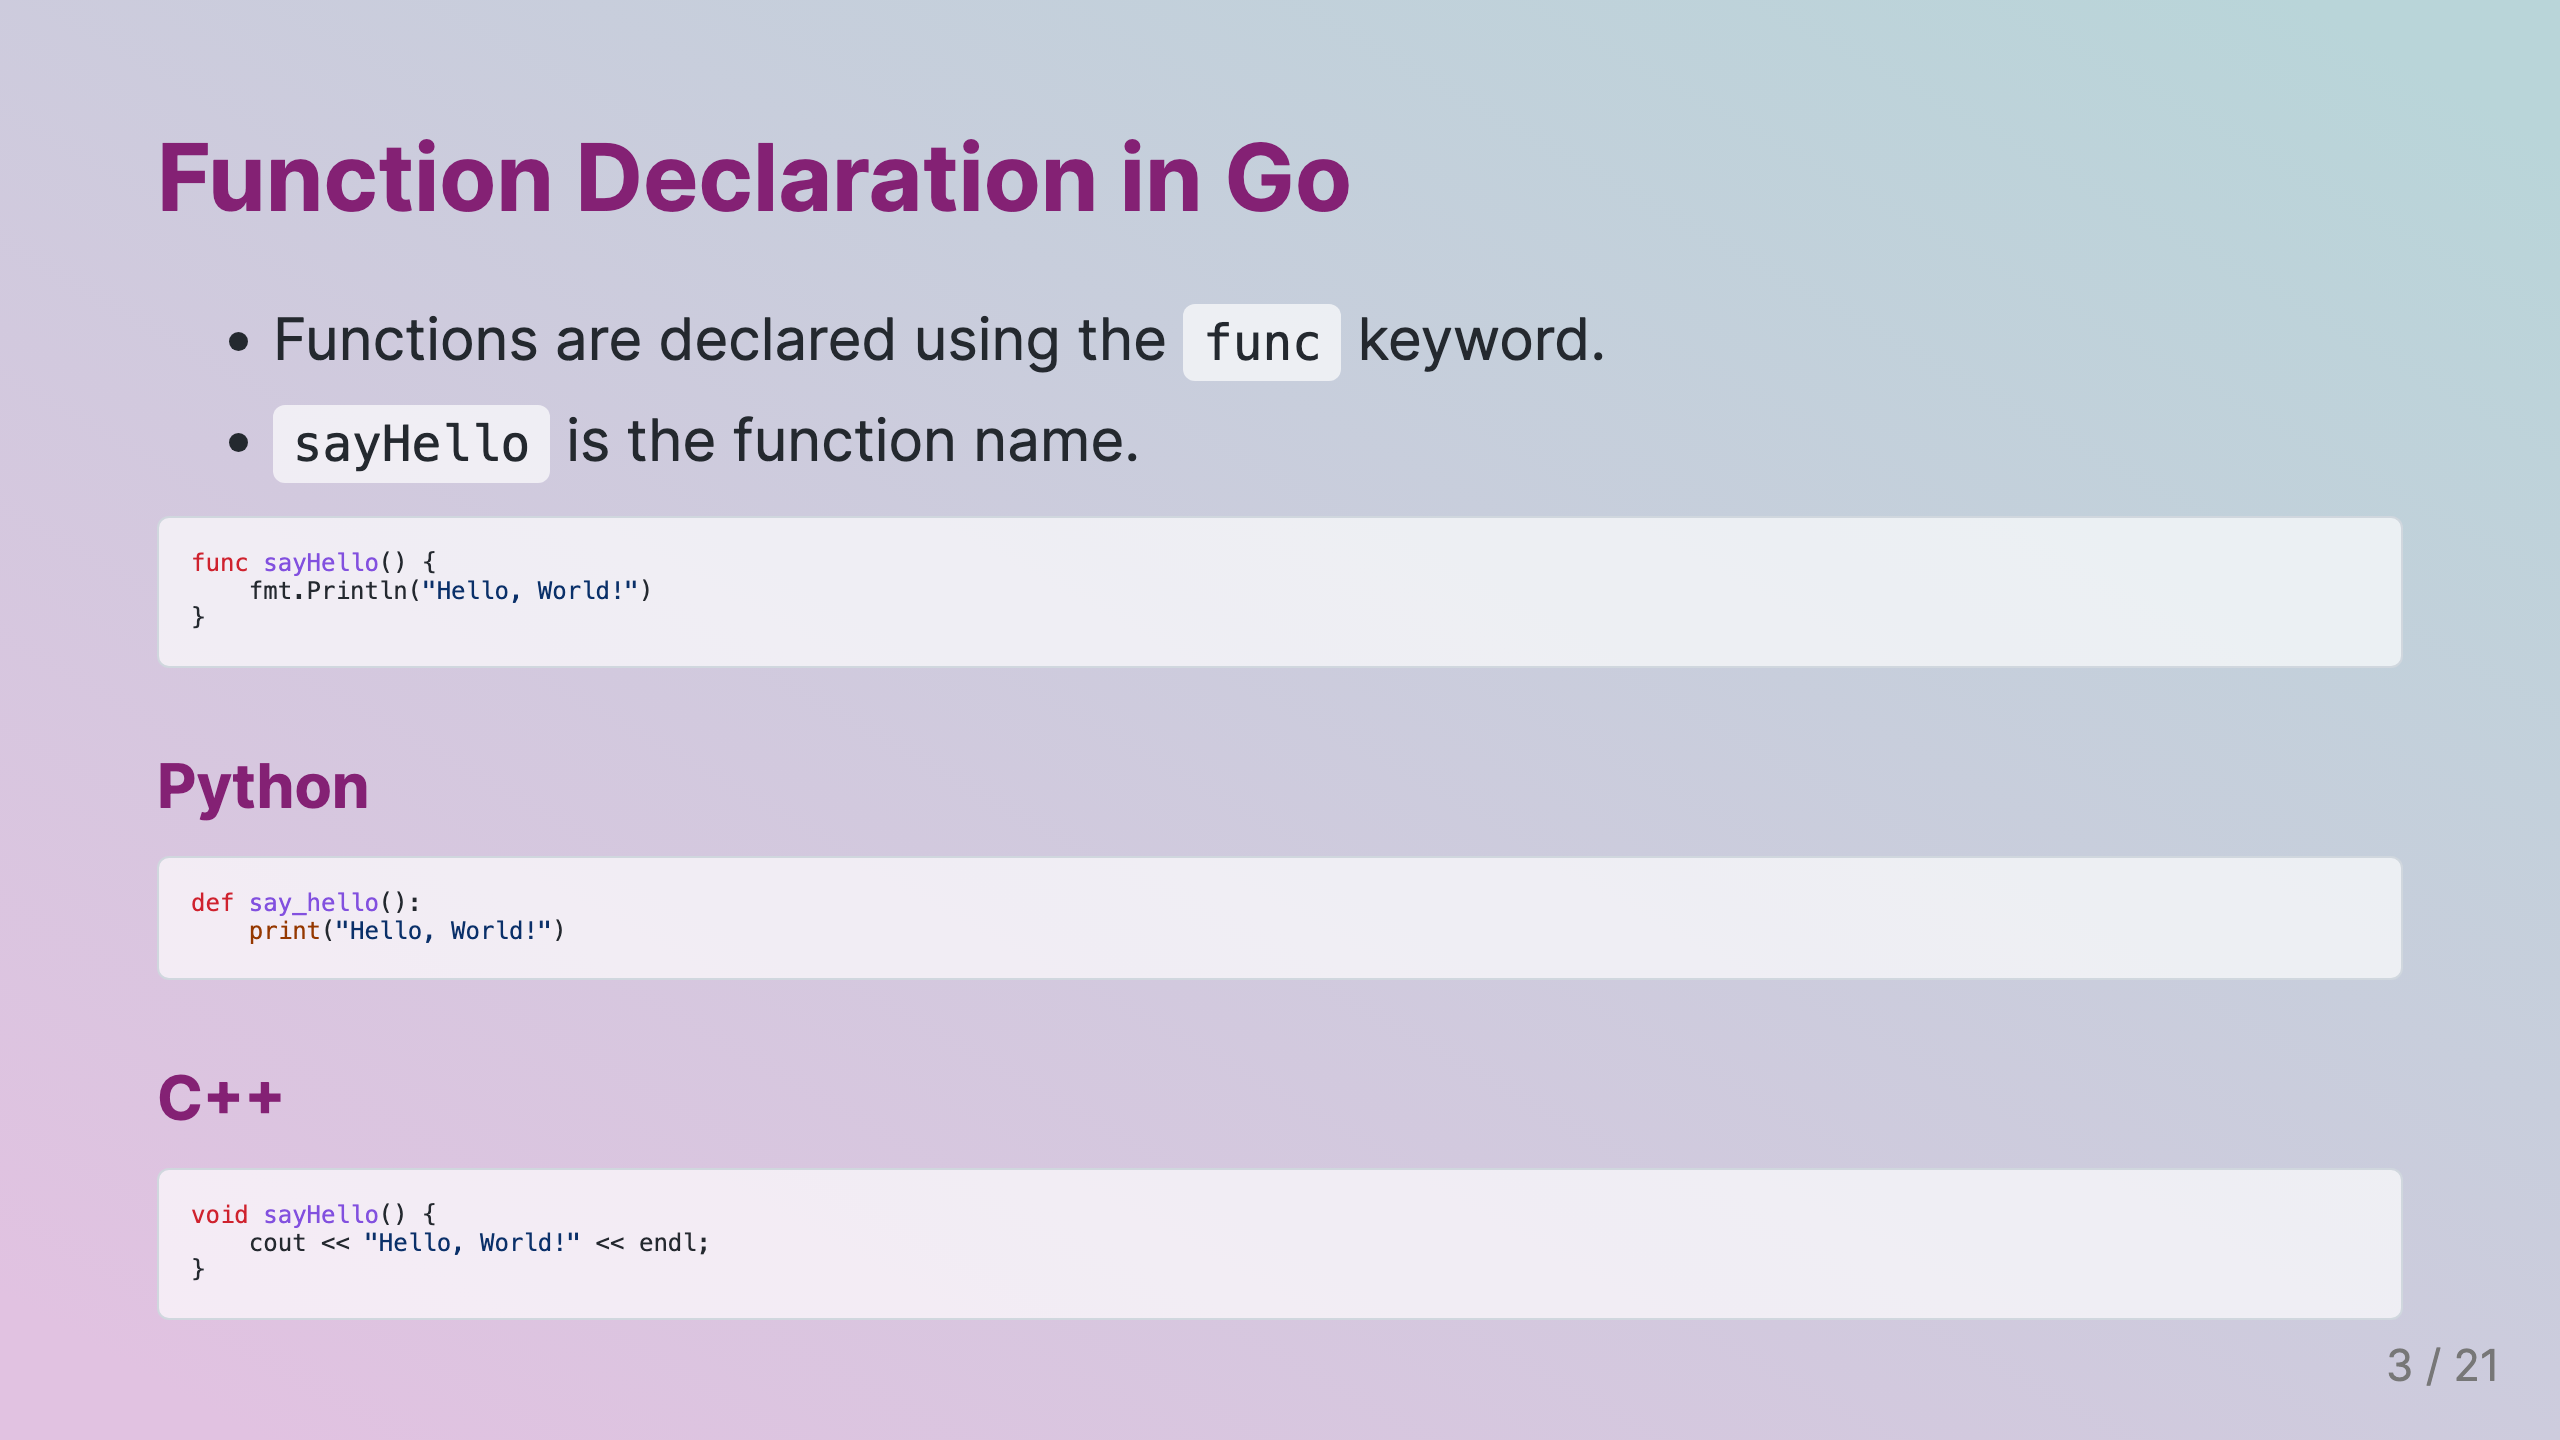 Function Declaration in Go
• Functions are declared using the func keyword.
• sayHello is the function name.
func sayHello() {
    fmt.Println("Hello, World!")
}
Python
def say_hello():
    print("Hello, World!")
C++
void sayHello() {
    cout << "Hello, World!" << endl;
}
3 / 21